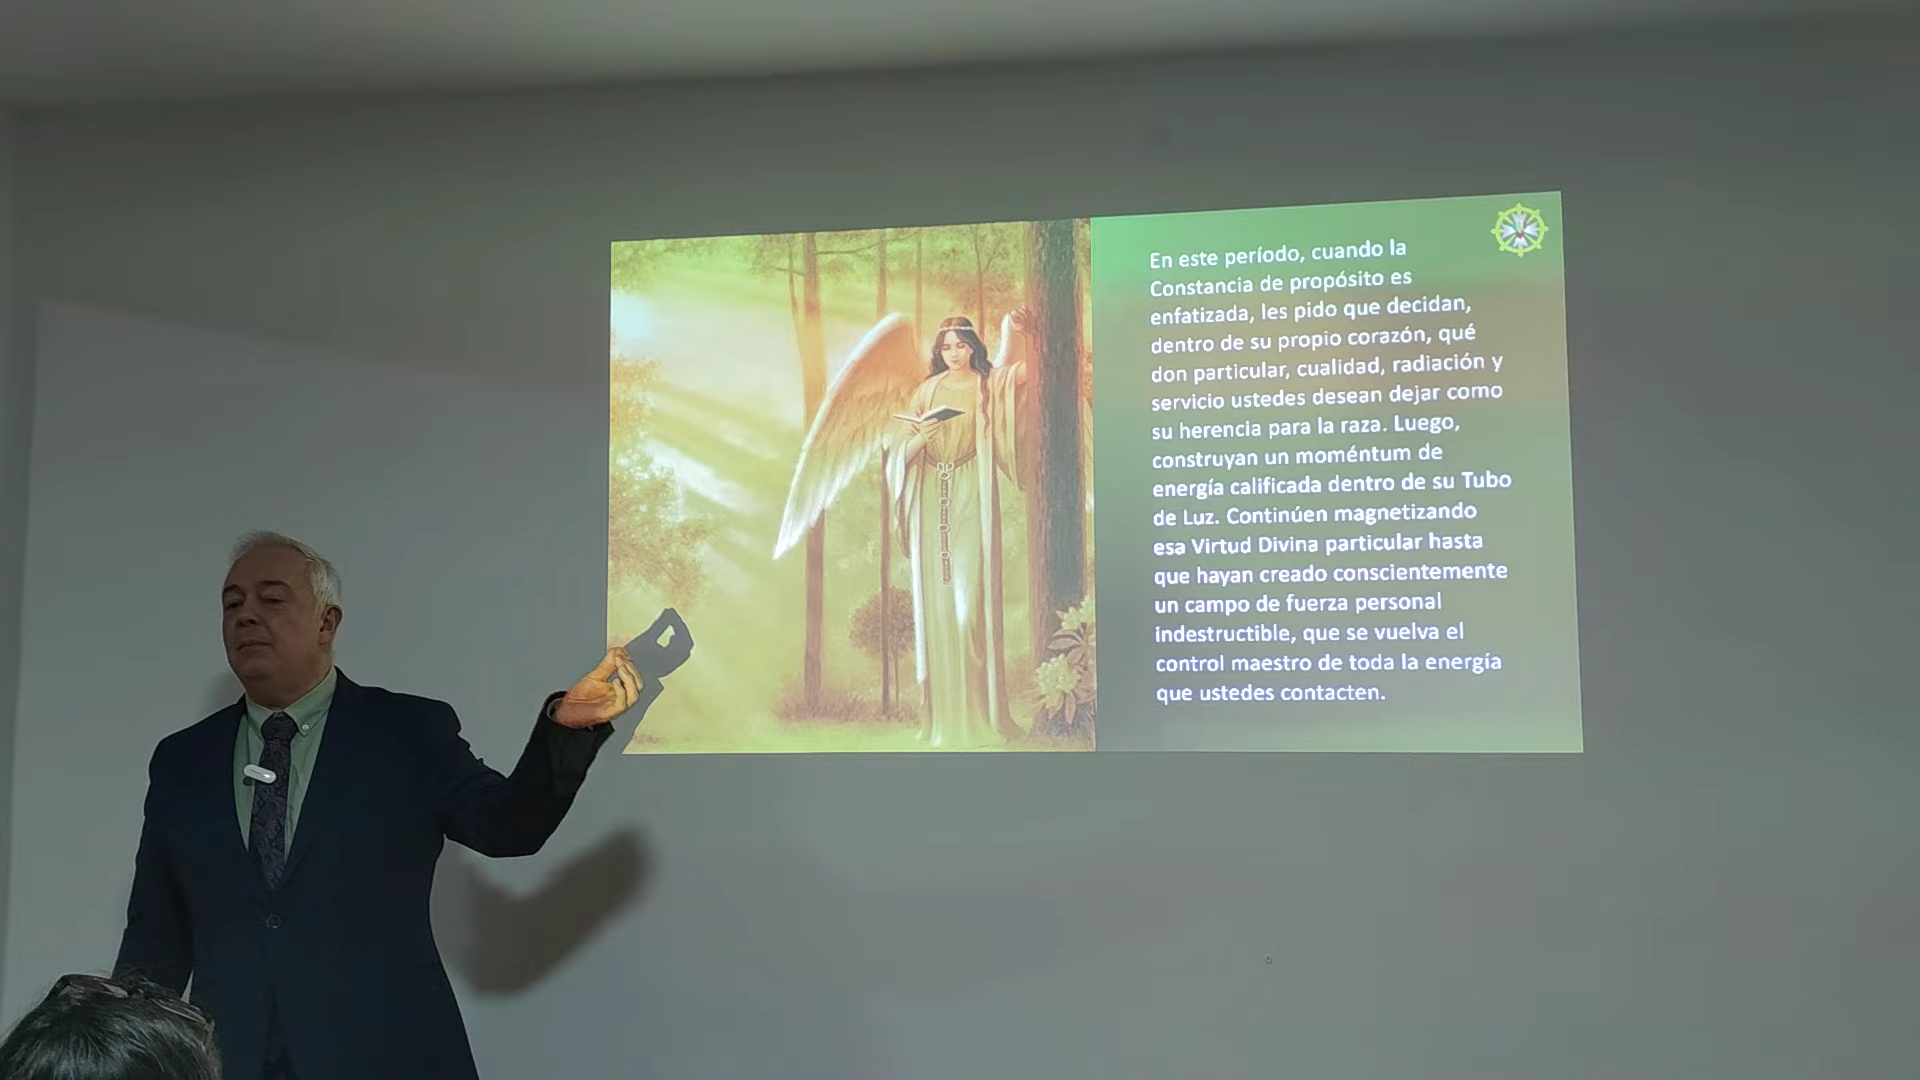 En este período, cuando la
Constancia de propósito es
enfatizada, les pido que decidan,
dentro de su propio corazón, qué
don particular, cualidad, radiación y
servicio ustedes desean dejar como
su herencia para la raza. Luego,
construyan un moméntum de
energía calificada dentro de su Tubo
de Luz. Continúen magnetizando
esa Virtud Divina particular hasta
que hayan creado conscientemente
un campo de fuerza personal
indestructible, que se vuelva el
control maestro de toda la energía
que ustedes contacten.